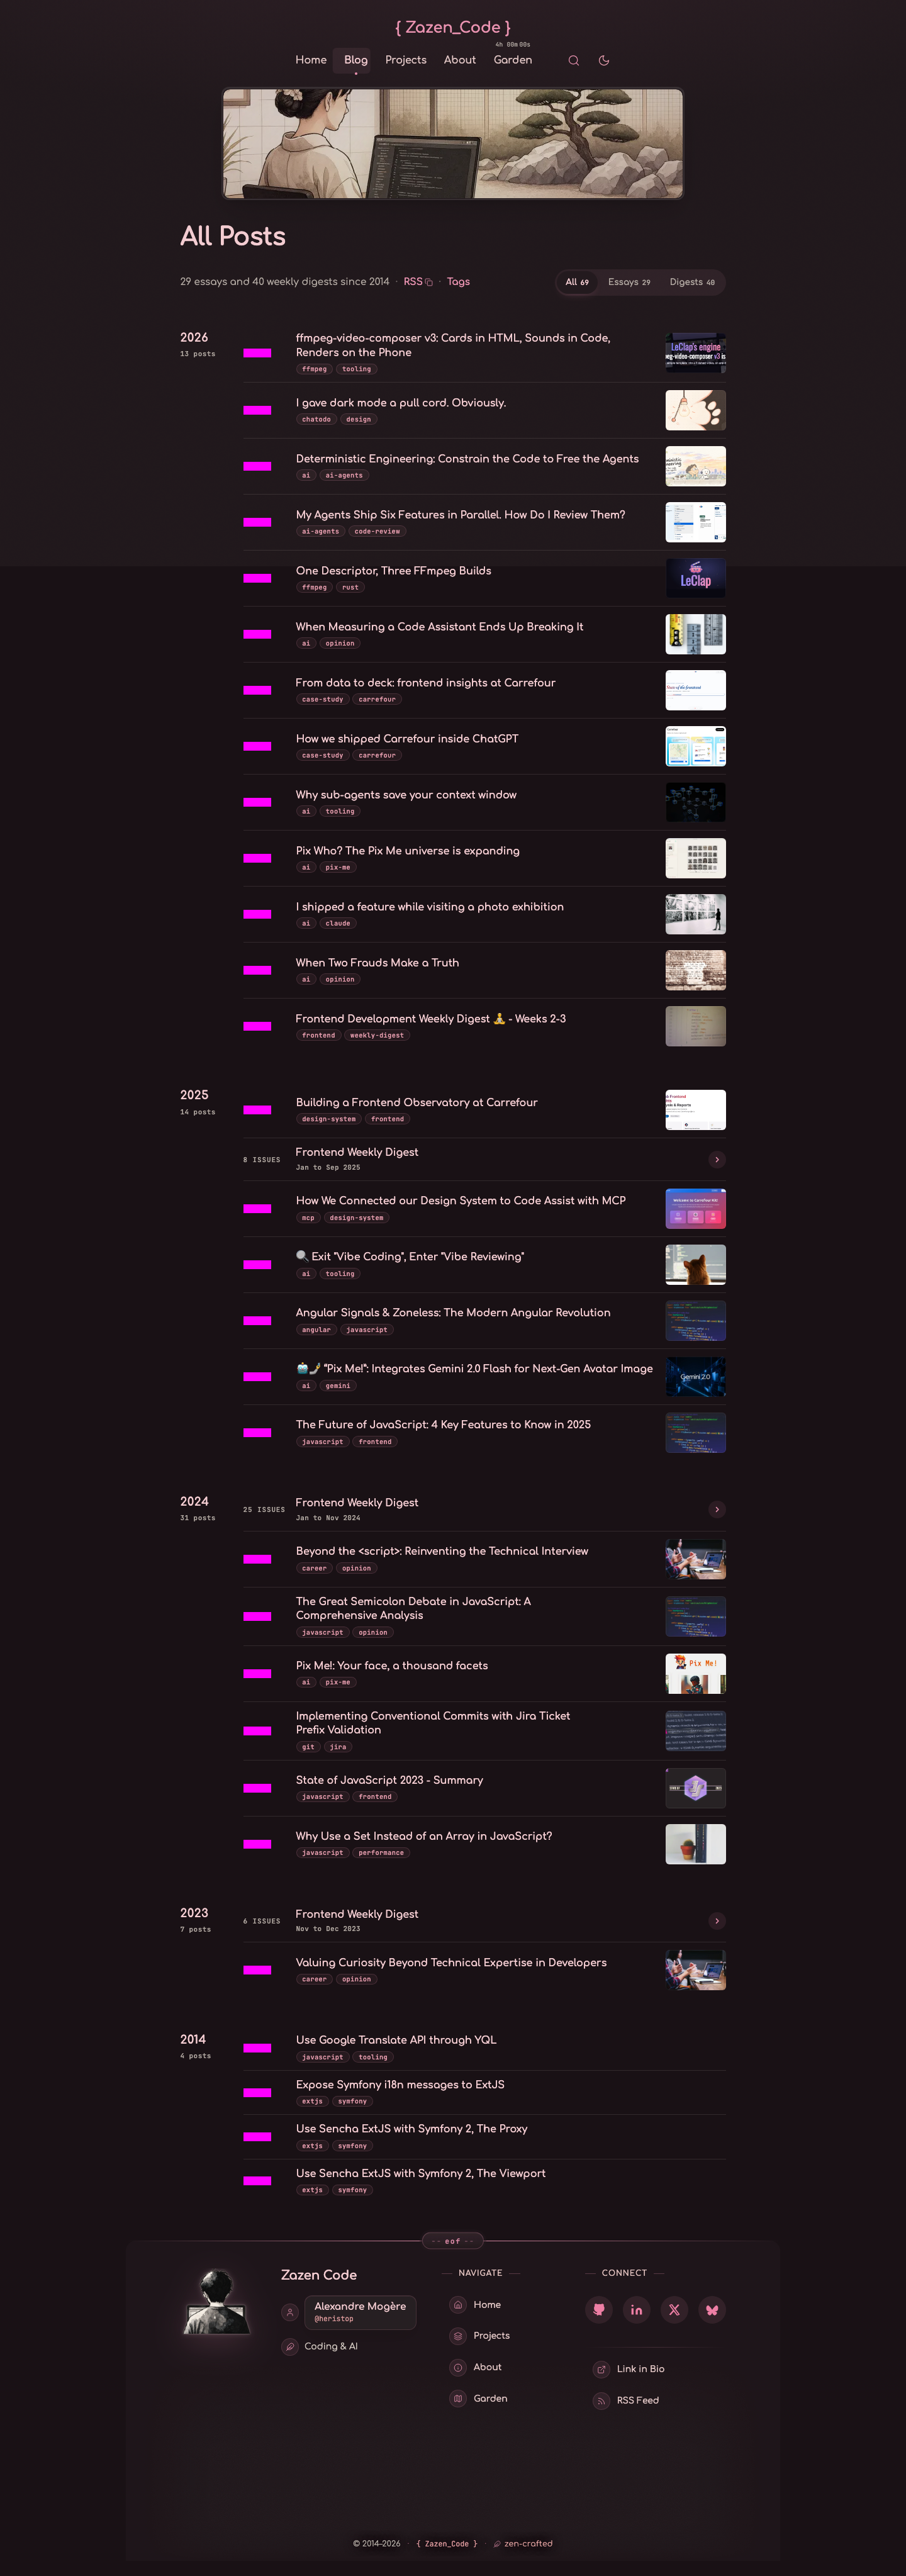 { Zazen_Code }
Home
Blog
Projects
About
4h 00m 00s
Garden
All Posts
29 essays and 40 weekly digests since 2014 · RSS · Tags
All 69
Essays 29
Digests 40
2026
13 posts
ffmpeg-video-composer v3: Cards in HTML, Sounds in Code,
Renders on the Phone
ffmpeg tooling
I gave dark mode a pull cord. Obviously.
chatodo design
Deterministic Engineering: Constrain the Code to Free the Agents
ai ai-agents
My Agents Ship Six Features in Parallel. How Do I Review Them?
ai-agents code-review
One Descriptor, Three FFmpeg Builds
ffmpeg rust
LeClap
When Measuring a Code Assistant Ends Up Breaking It
ai opinion
From data to deck: frontend insights at Carrefour
case-study carrefour
How we shipped Carrefour inside ChatGPT
case-study carrefour
Why sub-agents save your context window
ai tooling
Pix Who? The Pix Me universe is expanding
ai pix-me
I shipped a feature while visiting a photo exhibition
ai claude
When Two Frauds Make a Truth
ai opinion
Frontend Development Weekly Digest 🧘 - Weeks 2-3
frontend weekly-digest
2025
14 posts
Building a Frontend Observatory at Carrefour
design-system frontend
8 ISSUES
Frontend Weekly Digest
Jan to Sep 2025
How We Connected our Design System to Code Assist with MCP
mcp design-system
🔍 Exit "Vibe Coding", Enter "Vibe Reviewing"
ai tooling
Angular Signals & Zoneless: The Modern Angular Revolution
angular javascript
🤖🤳 "Pix Me!": Integrates Gemini 2.0 Flash for Next-Gen Avatar Image
ai gemini
Gemini 2.0
The Future of JavaScript: 4 Key Features to Know in 2025
javascript frontend
2024
31 posts
25 ISSUES
Frontend Weekly Digest
Jan to Nov 2024
Beyond the <script>: Reinventing the Technical Interview
career opinion
The Great Semicolon Debate in JavaScript: A
Comprehensive Analysis
javascript opinion
Pix Me!: Your face, a thousand facets
ai pix-me
Pix Me!
Implementing Conventional Commits with Jira Ticket
Prefix Validation
git jira
State of JavaScript 2023 - Summary
javascript frontend
Why Use a Set Instead of an Array in JavaScript?
javascript performance
2023
7 posts
6 ISSUES
Frontend Weekly Digest
Nov to Dec 2023
Valuing Curiosity Beyond Technical Expertise in Developers
career opinion
2014
4 posts
Use Google Translate API through YQL
javascript tooling
Expose Symfony i18n messages to ExtJS
extjs symfony
Use Sencha ExtJS with Symfony 2, The Proxy
extjs symfony
Use Sencha ExtJS with Symfony 2, The Viewport
extjs symfony
-- eof --
Zazen Code
Alexandre Mogère
@heristop
Coding & AI
NAVIGATE
Home
Projects
About
Garden
CONNECT
Link in Bio
RSS Feed
© 2014-2026 · { Zazen_Code } · zen-crafted